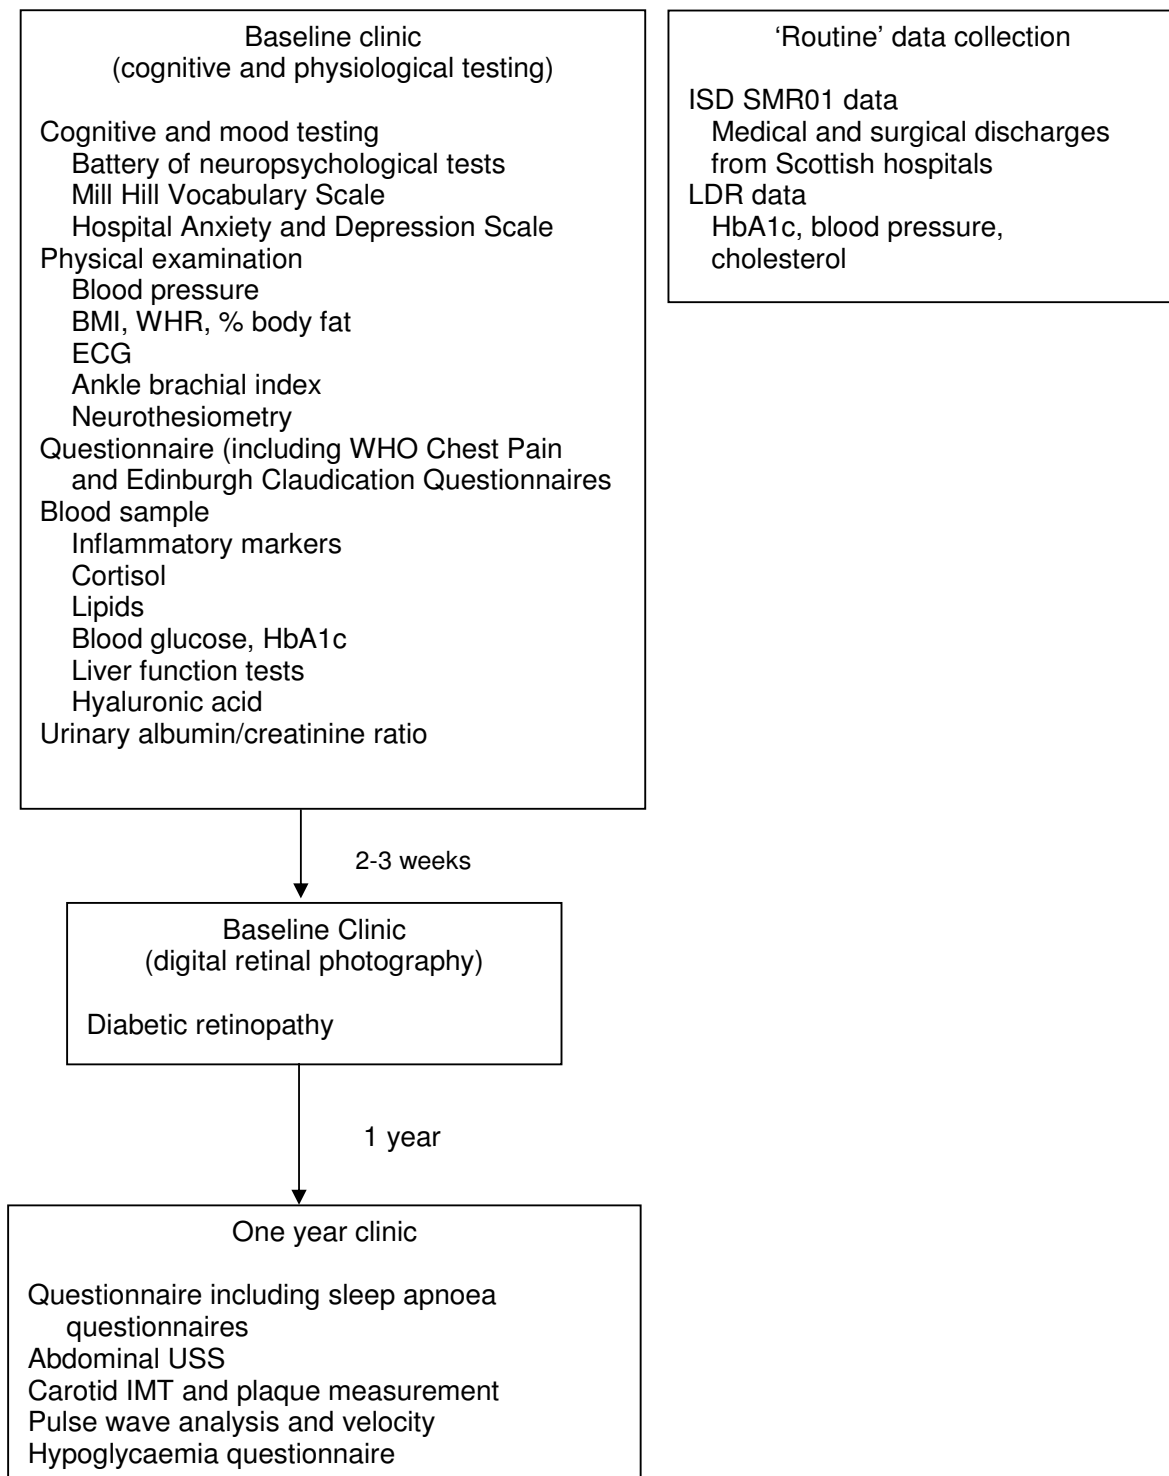 Baseline clinic
(cognitive and physiological testing)
Cognitive and mood testing
Battery of neuropsychological tests
Mill Hill Vocabulary Scale
Hospital Anxiety and Depression Scale
Physical examination
Blood pressure
BMI, WHR, % body fat
ECG
Ankle brachial index
Neurothesiometry
Questionnaire (including WHO Chest Pain
and Edinburgh Claudication Questionnaires
Blood sample
Inflammatory markers
Cortisol
Lipids
Blood glucose, HbA1c
Liver function tests
Hyaluronic acid
Urinary albumin/creatinine ratio
‘Routine’ data collection
ISD SMR01 data
Medical and surgical discharges
from Scottish hospitals
LDR data
HbA1c, blood pressure,
cholesterol
2-3 weeks
Baseline Clinic
(digital retinal photography)
Diabetic retinopathy
1 year
One year clinic
Questionnaire including sleep apnoea
questionnaires
Abdominal USS
Carotid IMT and plaque measurement
Pulse wave analysis and velocity
Hypoglycaemia questionnaire